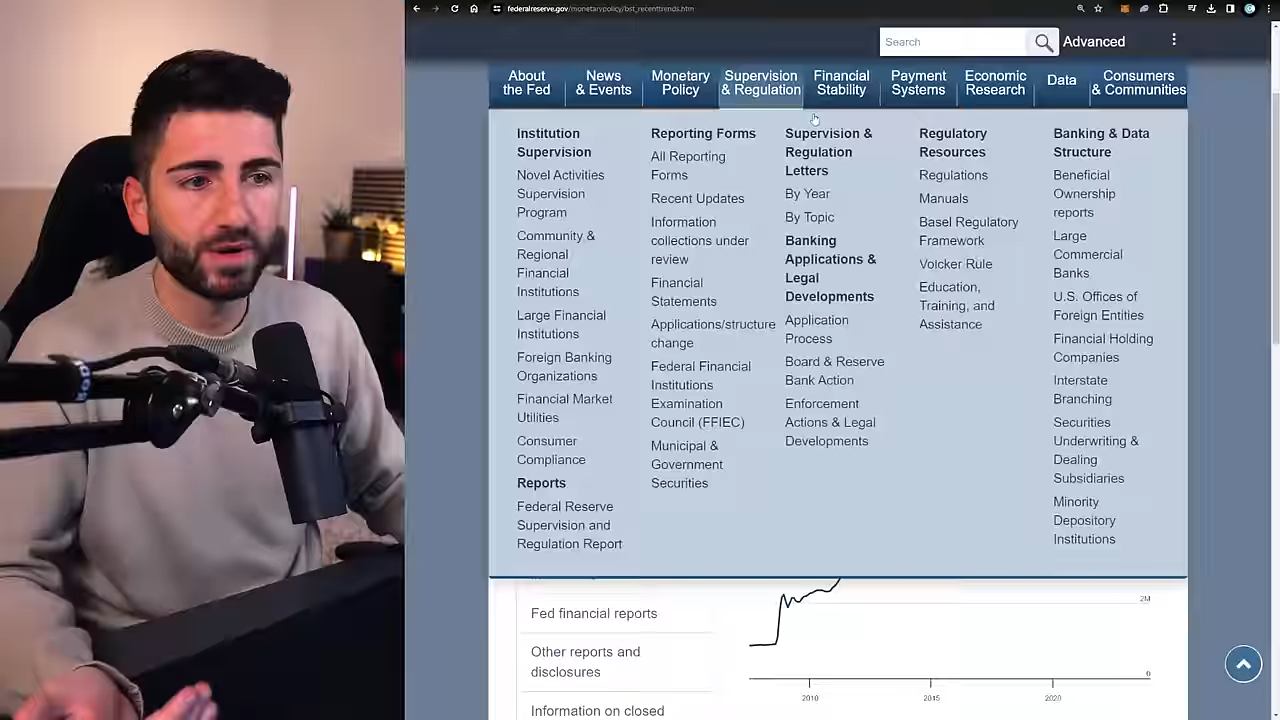 federalreserve.gov/monetarypolicy/bst_recenttrends.htm
Search
Advanced
About
the Fed
News
& Events
Monetary
Policy
Supervision
& Regulation
Financial
Stability
Payment
Systems
Economic
Research
Data
Consumers
& Communities
Institution
Supervision
Novel Activities
Supervision
Program
Community &
Regional
Financial
Institutions
Large Financial
Institutions
Foreign Banking
Organizations
Financial Market
Utilities
Consumer
Compliance
Reports
Federal Reserve
Supervision and
Regulation Report
Reporting Forms
All Reporting
Forms
Recent Updates
Information
collections under
review
Financial
Statements
Applications/structure
change
Federal Financial
Institutions
Examination
Council (FFIEC)
Municipal &
Government
Securities
Supervision &
Regulation
Letters
By Year
By Topic
Banking
Applications &
Legal
Developments
Application
Process
Board & Reserve
Bank Action
Enforcement
Actions & Legal
Developments
Regulatory
Resources
Regulations
Manuals
Basel Regulatory
Framework
Volcker Rule
Education,
Training, and
Assistance
Banking & Data
Structure
Beneficial
Ownership
reports
Large
Commercial
Banks
U.S. Offices of
Foreign Entities
Financial Holding
Companies
Interstate
Branching
Securities
Underwriting &
Dealing
Subsidiaries
Minority
Depository
Institutions
Fed financial reports
Other reports and
disclosures
Information on closed
2M
0
2010
2015
2020